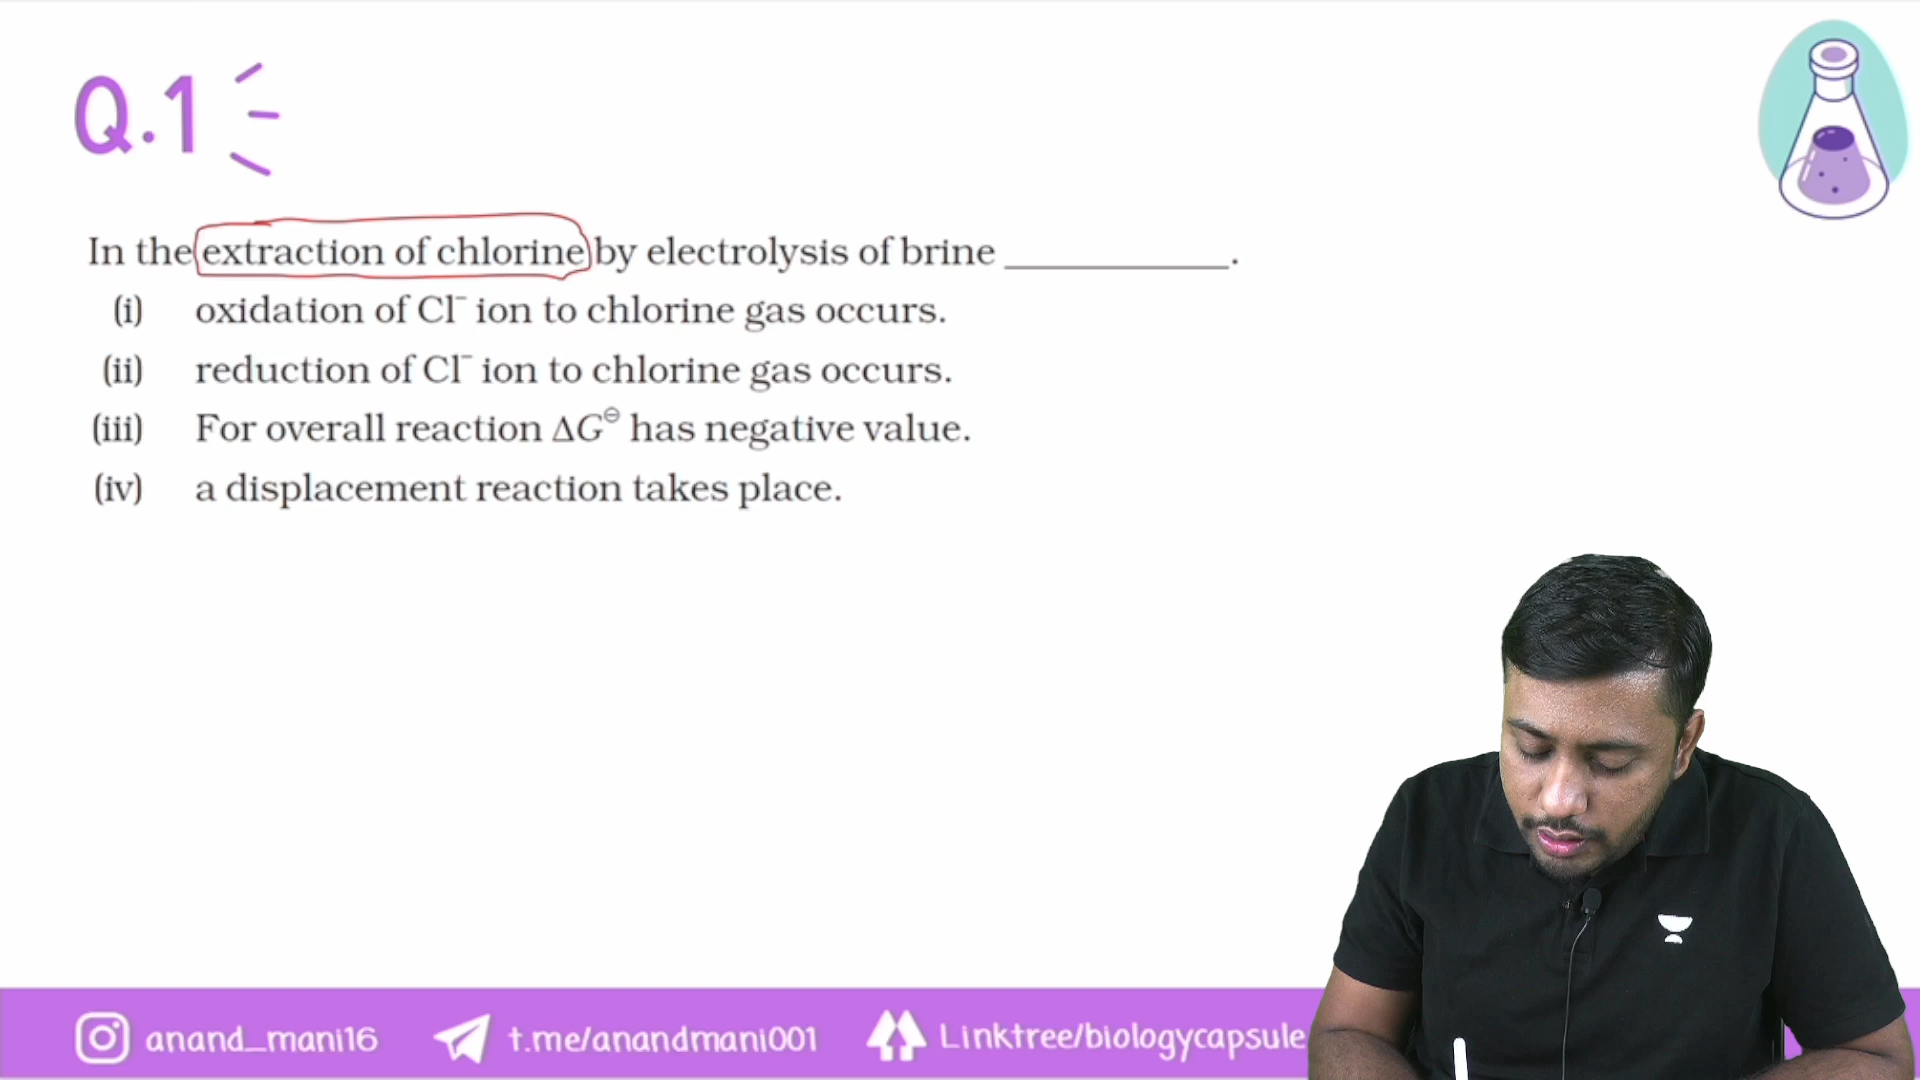 Q.1
In the extraction of chlorine by electrolysis of brine ____________.
(i) oxidation of Cl⁻ ion to chlorine gas occurs.
(ii) reduction of Cl⁻ ion to chlorine gas occurs.
(iii) For overall reaction ΔG⊖ has negative value.
(iv) a displacement reaction takes place.
anand_mani16 t.me/anandmani001 Linktree/biologycapsule